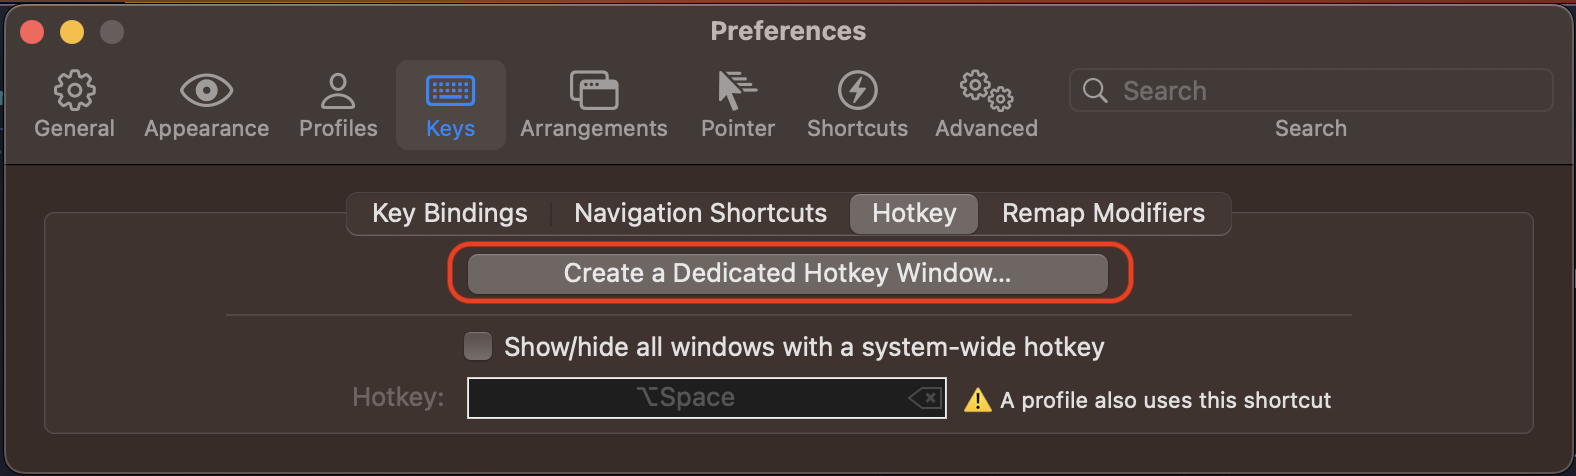 Preferences
General Appearance Profiles Keys Arrangements Pointer Shortcuts Advanced Search
Search
Key Bindings Navigation Shortcuts Hotkey Remap Modifiers
Create a Dedicated Hotkey Window...
Show/hide all windows with a system-wide hotkey
Hotkey: ⌥Space A profile also uses this shortcut